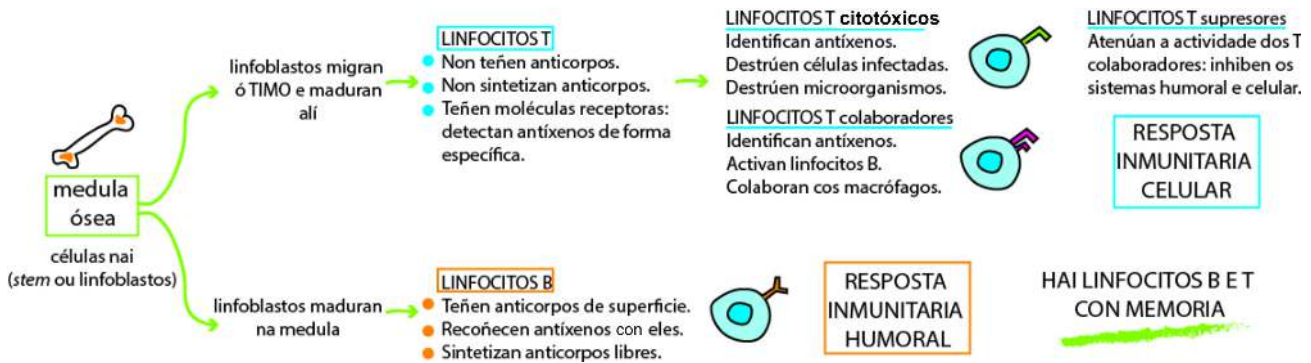 medula
ósea
células nai
(stem ou linfoblastos)
linfoblastos migran
ó TIMO e maduran
alí
LINFOCITOS T
Non teñen anticorpos.
Non sintetizan anticorpos.
Teñen moléculas receptoras:
detectan antíxenos de forma
específica.
LINFOCITOS T citotóxicos
Identifican antíxenos.
Destrúen células infectadas.
Destrúen microorganismos.
LINFOCITOS T colaboradores
Identifican antíxenos.
Activan linfocitos B.
Colaboran cos macrófagos.
LINFOCITOS T supresores
Atenúan a actividade dos T
colaboradores: inhiben os
sistemas humoral e celular.
RESPOSTA
INMUNITARIA
CELULAR
linfoblastos maduran
na medula
LINFOCITOS B
Teñen anticorpos de superficie.
Recoñecen antíxenos con eles.
Sintetizan anticorpos libres.
RESPOSTA
INMUNITARIA
HUMORAL
HAI LINFOCITOS B E T
CON MEMORIA